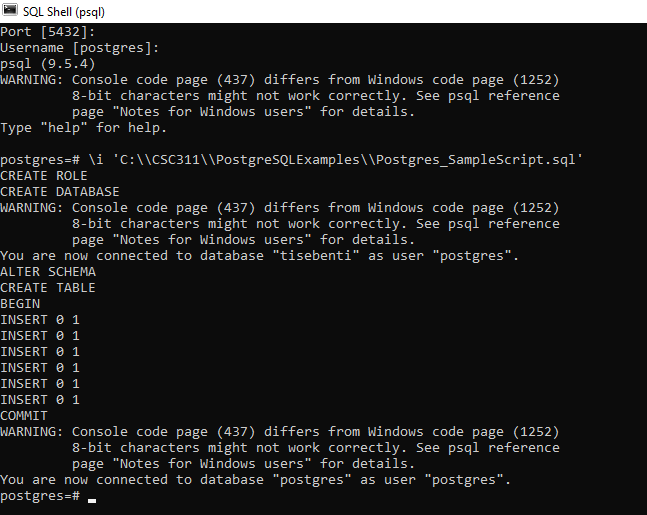 SQL Shell (psql)
Port [5432]:
Username [postgres]:
psql (9.5.4)
WARNING: Console code page (437) differs from Windows code page (1252)
         8-bit characters might not work correctly. See psql reference
         page "Notes for Windows users" for details.
Type "help" for help.

postgres=# \i 'C:\\CSC311\\PostgreSQLExamples\\Postgres_SampleScript.sql'
CREATE ROLE
CREATE DATABASE
WARNING: Console code page (437) differs from Windows code page (1252)
         8-bit characters might not work correctly. See psql reference
         page "Notes for Windows users" for details.
You are now connected to database "tisebenti" as user "postgres".
ALTER SCHEMA
CREATE TABLE
BEGIN
INSERT 0 1
INSERT 0 1
INSERT 0 1
INSERT 0 1
INSERT 0 1
INSERT 0 1
COMMIT
WARNING: Console code page (437) differs from Windows code page (1252)
         8-bit characters might not work correctly. See psql reference
         page "Notes for Windows users" for details.
You are now connected to database "postgres" as user "postgres".
postgres=#